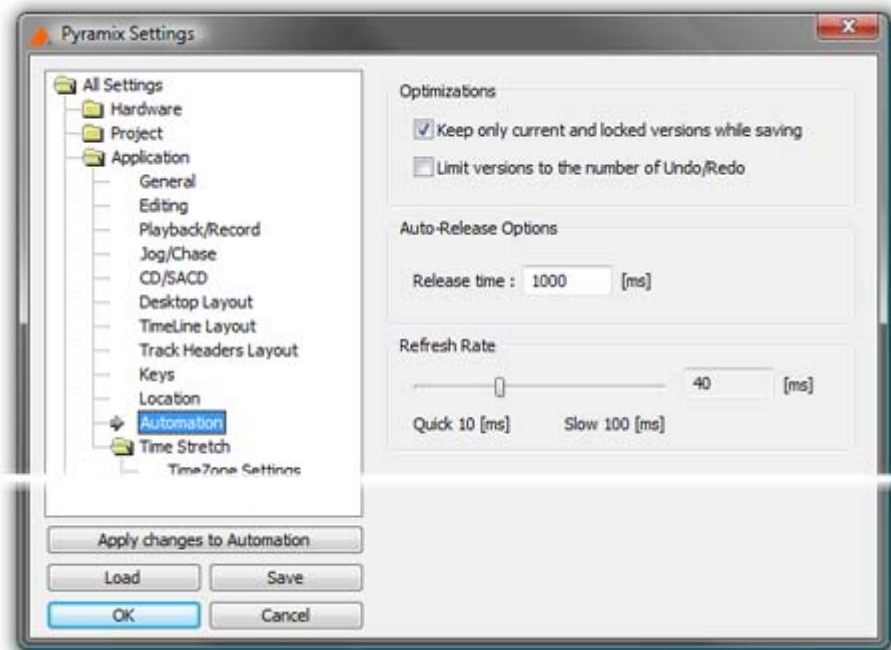 Pyramix Settings
All Settings
Hardware
Project
Application
General
Editing
Playback/Record
Jog/Chase
CD/SACD
Desktop Layout
TimeLine Layout
Track Headers Layout
Keys
Location
Automation
Time Stretch
TimeZone Settings
Apply changes to Automation
Load
Save
OK
Cancel
Optimizations
Keep only current and locked versions while saving
Limit versions to the number of Undo/Redo
Auto-Release Options
Release time : 1000 [ms]
Refresh Rate
40 [ms]
Quick 10 [ms] Slow 100 [ms]